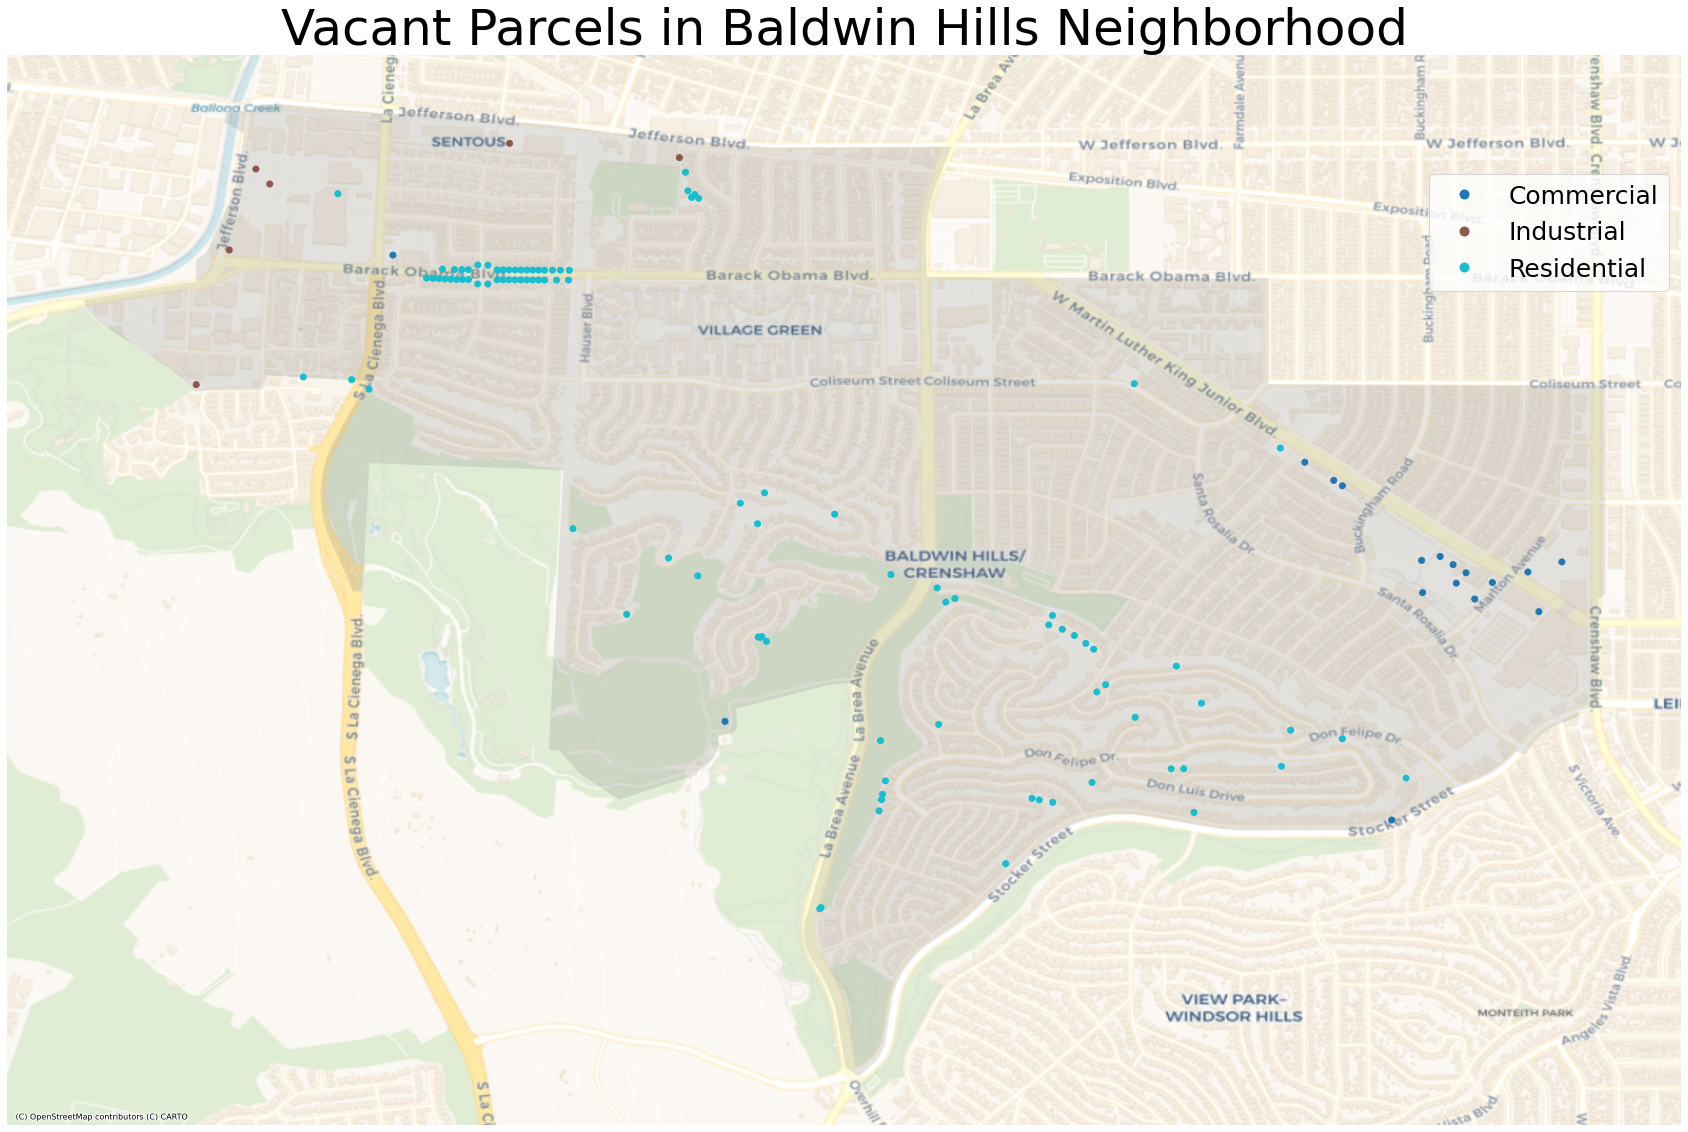 Vacant Parcels in Baldwin Hills Neighborhood
Ballona Creek
La Cienega
Jefferson Blvd.
SENTOUS
Jefferson Blvd.
La Brea Ave
Farmdale Avenue
Buckingham R
Crenshaw Blvd.
W Jefferson Blvd.
W Jefferson Blvd.
W Je
Exposition Blvd.
Exposition Blvd.
Jefferson Blvd.
Commercial
Industrial
Residential
Barack Obama Blvd.
Barack Obama Blvd.
Barack Obama Blvd.
Barack Obama Blvd.
Buckingham Road
S La Cienega Blvd.
Hauser Blvd.
VILLAGE GREEN
W Martin Luther King Junior Blvd.
Coliseum Street
Coliseum Street
Coliseum Street
Co
Santa Rosalia Dr.
Buckingham Road
BALDWIN HILLS/
CRENSHAW
Marlton Avenue
Santa Rosalia Dr.
Crenshaw Blvd.
S La Cienega Blvd.
La Brea Avenue
LEI
Don Felipe Dr.
Don Felipe Dr.
Don Luis Drive
S La Cienega Blvd.
La Brea Avenue
Stocker Street
Stocker Street
S Victoria Ave.
VIEW PARK–
WINDSOR HILLS
MONTEITH PARK
Angeles Vista Blvd.
Overhill
Vista Blvd.
S La C
W
(C) OpenStreetMap contributors (C) CARTO